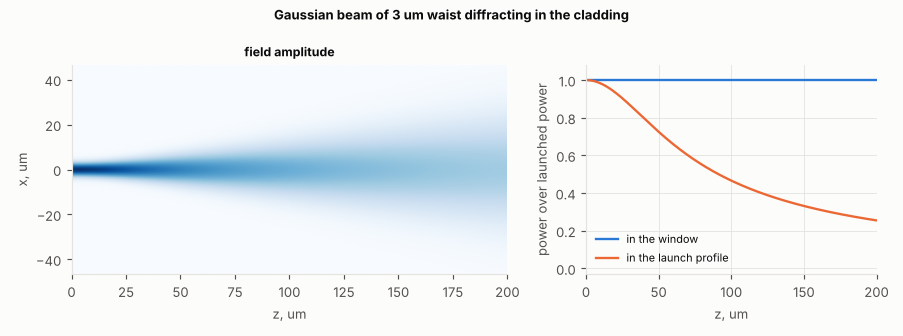 Gaussian beam of 3 um waist diffracting in the cladding
field amplitude
x, um
40
20
0
−20
−40
0 25 50 75 100 125 150 175 200
z, um
power over launched power
1.0
0.8
0.6
0.4
0.2
0.0
in the window
in the launch profile
0 50 100 150 200
z, um